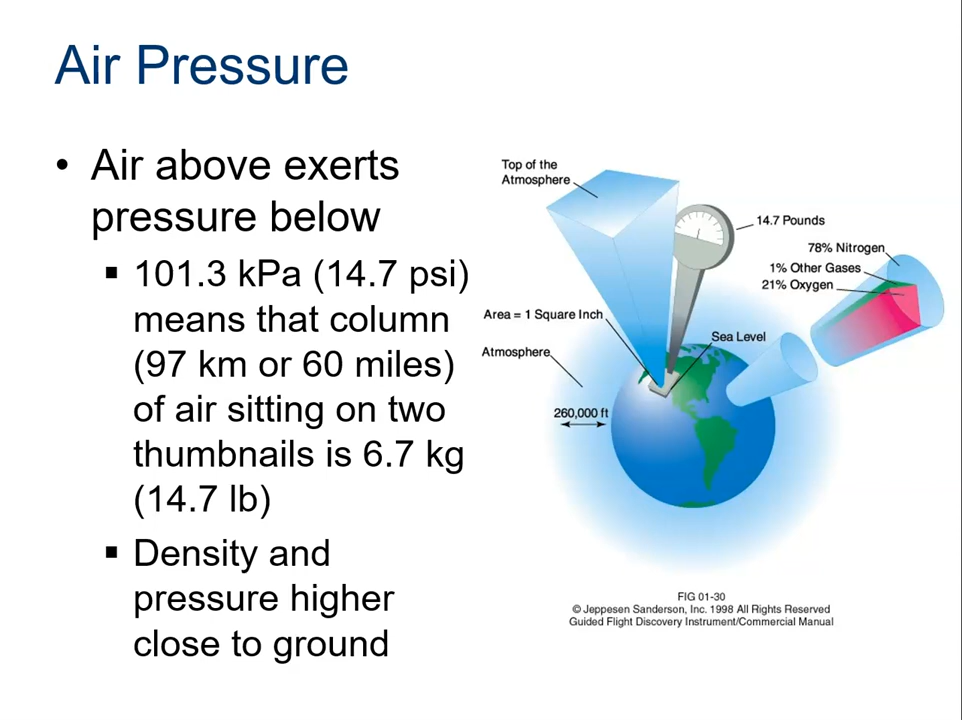 Air Pressure
• Air above exerts
pressure below
▪ 101.3 kPa (14.7 psi)
means that column
(97 km or 60 miles)
of air sitting on two
thumbnails is 6.7 kg
(14.7 lb)
▪ Density and
pressure higher
close to ground
Top of the
Atmosphere
14.7 Pounds
78% Nitrogen
1% Other Gases
21% Oxygen
Area = 1 Square Inch
Sea Level
Atmosphere
260,000 ft
FIG 01-30
© Jeppesen Sanderson, Inc. 1998 All Rights Reserved
Guided Flight Discovery Instrument/Commercial Manual